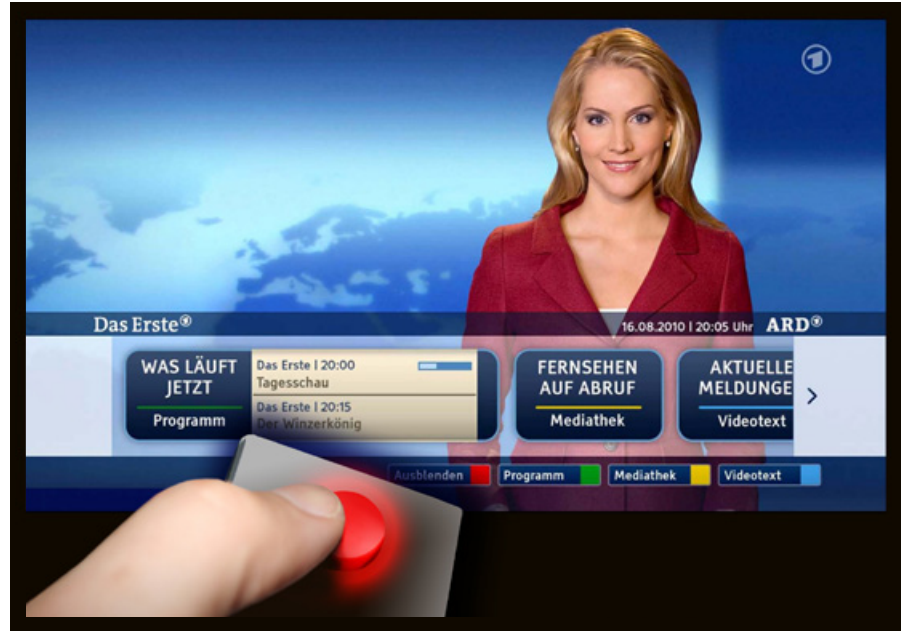 Das Erste
16.08.2010 | 20:05 Uhr ARD
WAS LÄUFT
JETZT
Programm
Das Erste | 20:00
Tagesschau
Das Erste | 20:15
Der Winzerkönig
FERNSEHEN
AUF ABRUF
Mediathek
AKTUELLE
MELDUNGE
Videotext
Ausblenden
Programm
Mediathek
Videotext